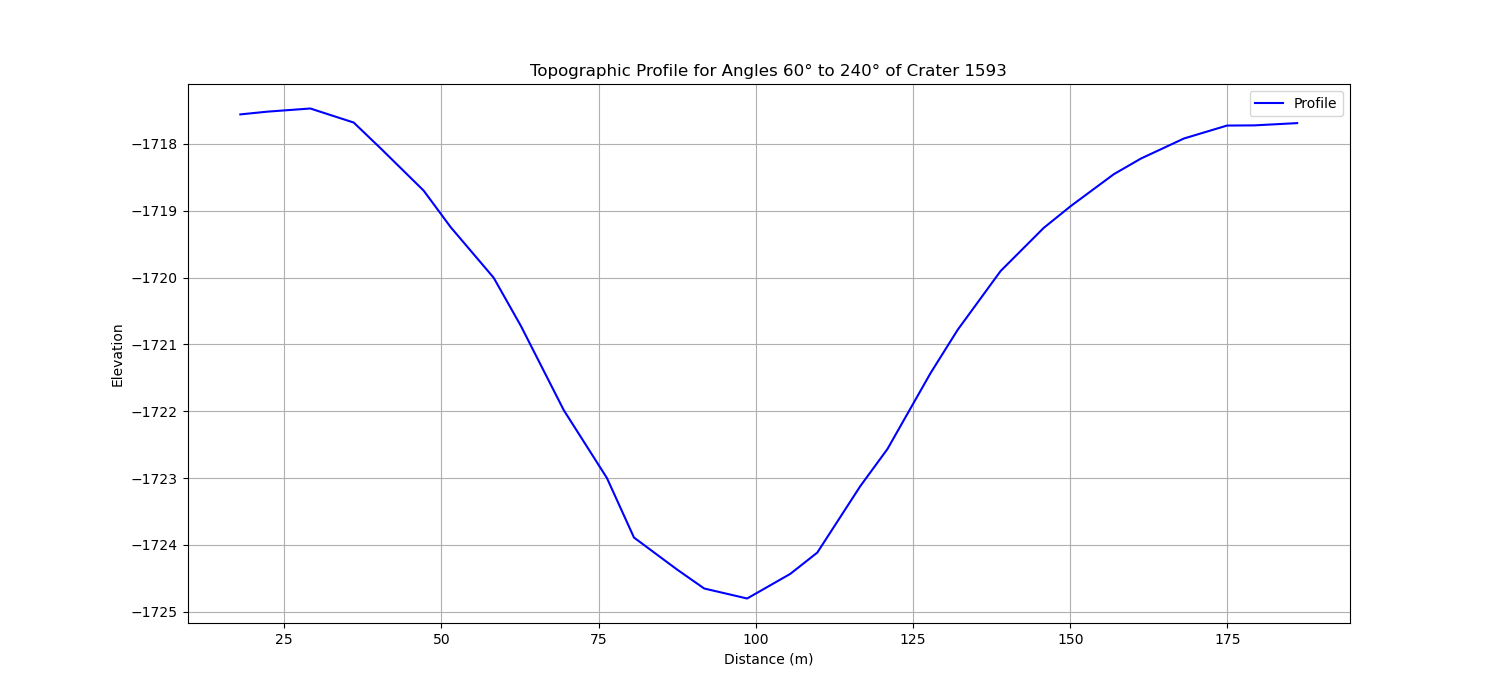 Topographic Profile for Angles 60° to 240° of Crater 1593
Profile
−1718
−1719
−1720
−1721
−1722
−1723
−1724
−1725
Elevation
25 50 75 100 125 150 175
Distance (m)